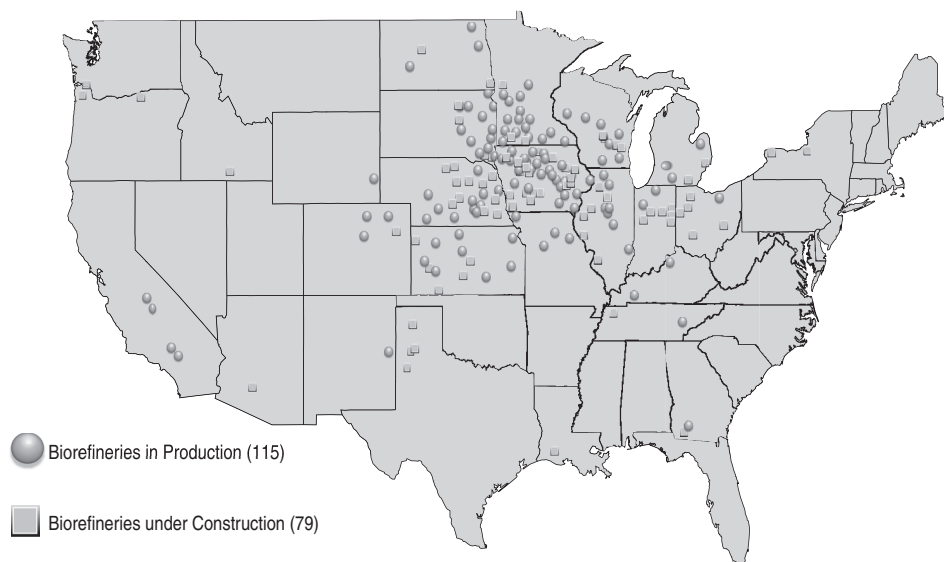 Biorefineries in Production (115)
Biorefineries under Construction (79)